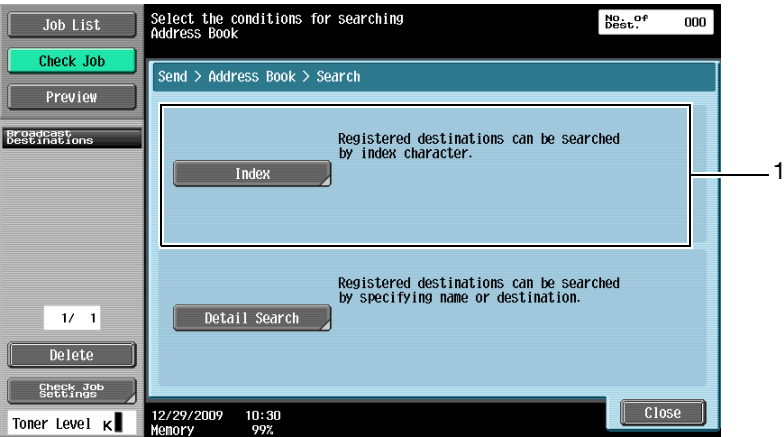 Job List
Check Job
Preview
Broadcast
Destinations
1/ 1
Delete
Check Job
Settings
Toner Level K
Select the conditions for searching
Address Book
No. of
Dest.
000
Send > Address Book > Search
Registered destinations can be searched
by index character.
Index
1
Registered destinations can be searched
by specifying name or destination.
Detail Search
Close
12/29/2009 10:30
Memory 99%